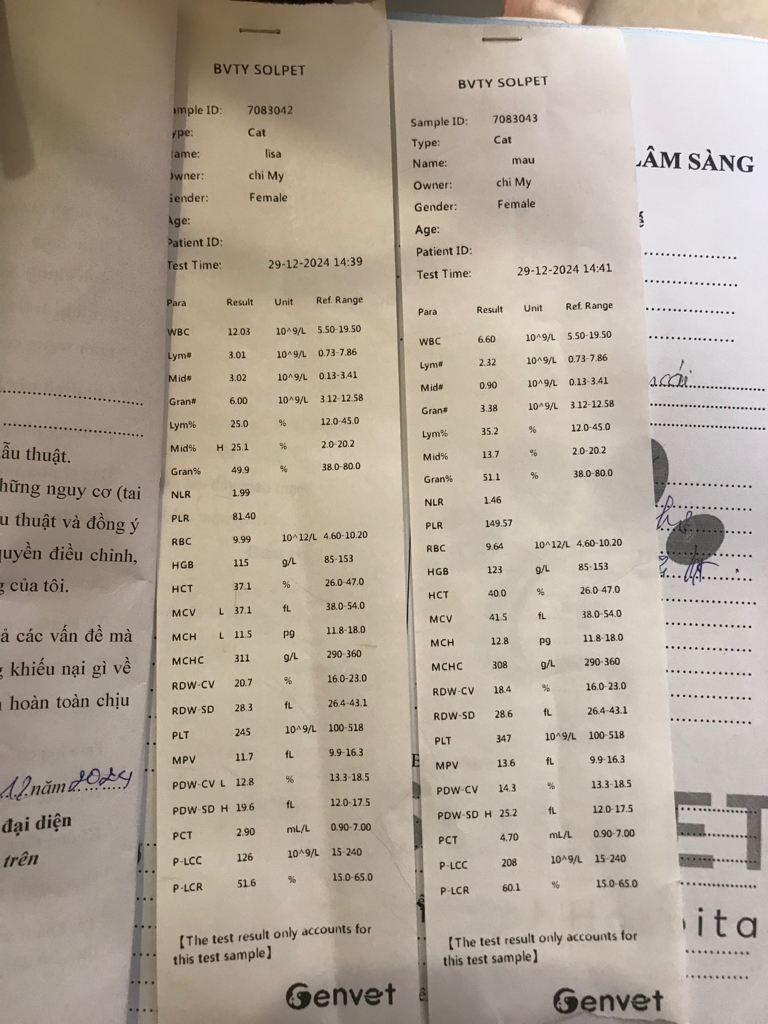 BVTY SOLPET
mple ID: 7083042
ype: Cat
ame: lisa
wner: chi My
ender: Female
Age:
Patient ID:
Test Time: 29-12-2024 14:39
Para Result Unit Ref. Range
WBC 12.03 10^9/L 5.50-19.50
Lym# 3.01 10^9/L 0.73-7.86
Mid# 3.02 10^9/L 0.13-3.41
Gran# 6.00 10^9/L 3.12-12.58
Lym% 25.0 % 12.0-45.0
Mid% H 25.1 % 2.0-20.2
Gran% 49.9 % 38.0-80.0
NLR 1.99
PLR 81.40
RBC 9.99 10^12/L 4.60-10.20
HGB 115 g/L 85-153
HCT 37.1 % 26.0-47.0
MCV L 37.1 fL 38.0-54.0
MCH L 11.5 pg 11.8-18.0
MCHC 311 g/L 290-360
RDW-CV 20.7 % 16.0-23.0
RDW-SD 28.3 fL 26.4-43.1
PLT 245 10^9/L 100-518
MPV 11.7 fL 9.9-16.3
PDW-CV L 12.8 % 13.3-18.5
PDW-SD H 19.6 fL 12.0-17.5
PCT 2.90 mL/L 0.90-7.00
P-LCC 126 10^9/L 15-240
P-LCR 51.6 % 15.0-65.0
【The test result only accounts for
this test sample】
Genvet
BVTY SOLPET
Sample ID: 7083043
Type: Cat
Name: mau
Owner: chi My
Gender: Female
Age:
Patient ID:
Test Time: 29-12-2024 14:41
Para Result Unit Ref. Range
WBC 6.60 10^9/L 5.50-19.50
Lym# 2.32 10^9/L 0.73-7.86
Mid# 0.90 10^9/L 0.13-3.41
Gran# 3.38 10^9/L 3.12-12.58
Lym% 35.2 % 12.0-45.0
Mid% 13.7 % 2.0-20.2
Gran% 51.1 % 38.0-80.0
NLR 1.46
PLR 149.57
RBC 9.64 10^12/L 4.60-10.20
HGB 123 g/L 85-153
HCT 40.0 % 26.0-47.0
MCV 41.5 fL 38.0-54.0
MCH 12.8 pg 11.8-18.0
MCHC 308 g/L 290-360
RDW-CV 18.4 % 16.0-23.0
RDW-SD 28.6 fL 26.4-43.1
PLT 347 10^9/L 100-518
MPV 13.6 fL 9.9-16.3
PDW-CV 14.3 % 13.3-18.5
PDW-SD H 25.2 fL 12.0-17.5
PCT 4.70 mL/L 0.90-7.00
P-LCC 208 10^9/L 15-240
P-LCR 60.1 % 15.0-65.0
【The test result only accounts for
this test sample】
Genvet
ẫu thuật.
hững nguy cơ (tai
u thuật và đồng ý
quyền điều chỉnh,
g của tôi.
ả các vấn đề mà
g khiếu nại gì về
hoàn toàn chịu
12 năm 2024
đại diện
trên
LÂM SÀNG
ET
ita